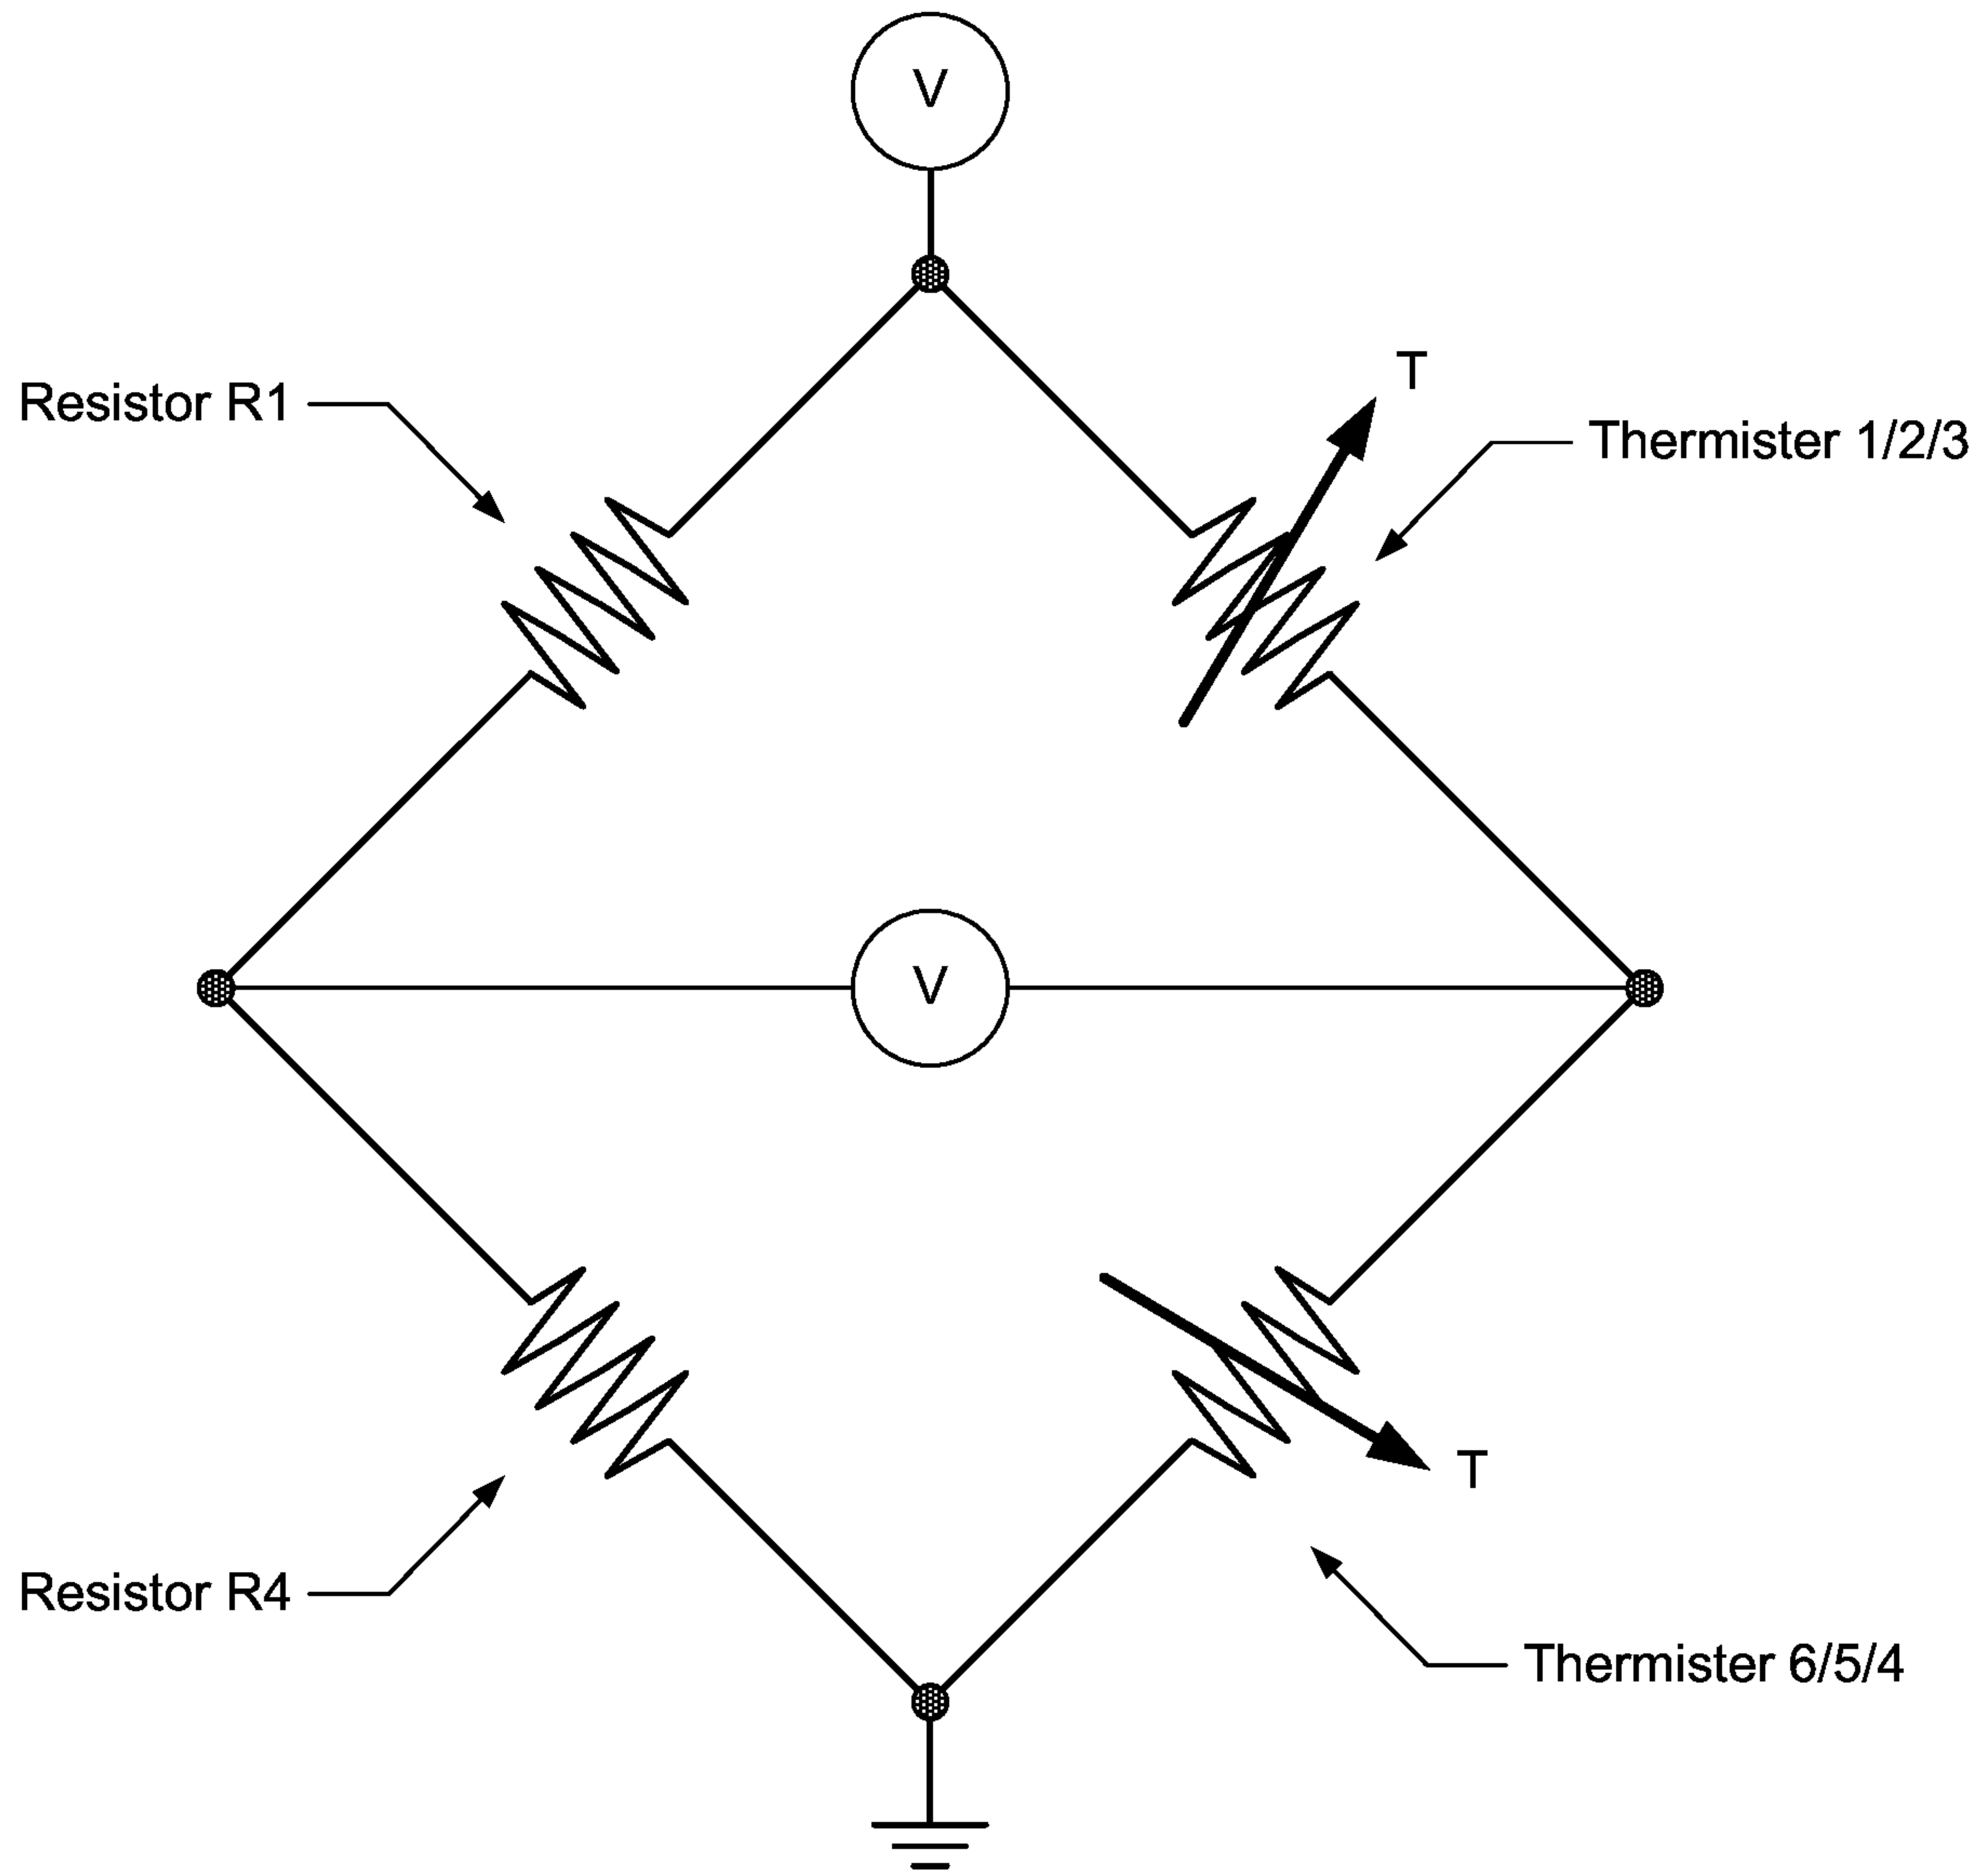 V
T
Resistor R1
Thermister 1/2/3
V
T
Resistor R4
Thermister 6/5/4